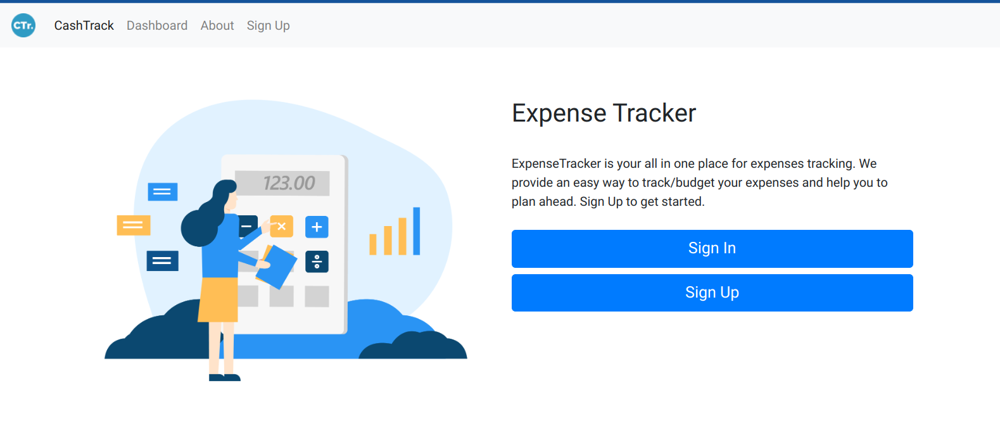 CTr.
CashTrack Dashboard About Sign Up
Expense Tracker
ExpenseTracker is your all in one place for expenses tracking. We
provide an easy way to track/budget your expenses and help you to
plan ahead. Sign Up to get started.
Sign In
Sign Up
123.00
− × +
÷